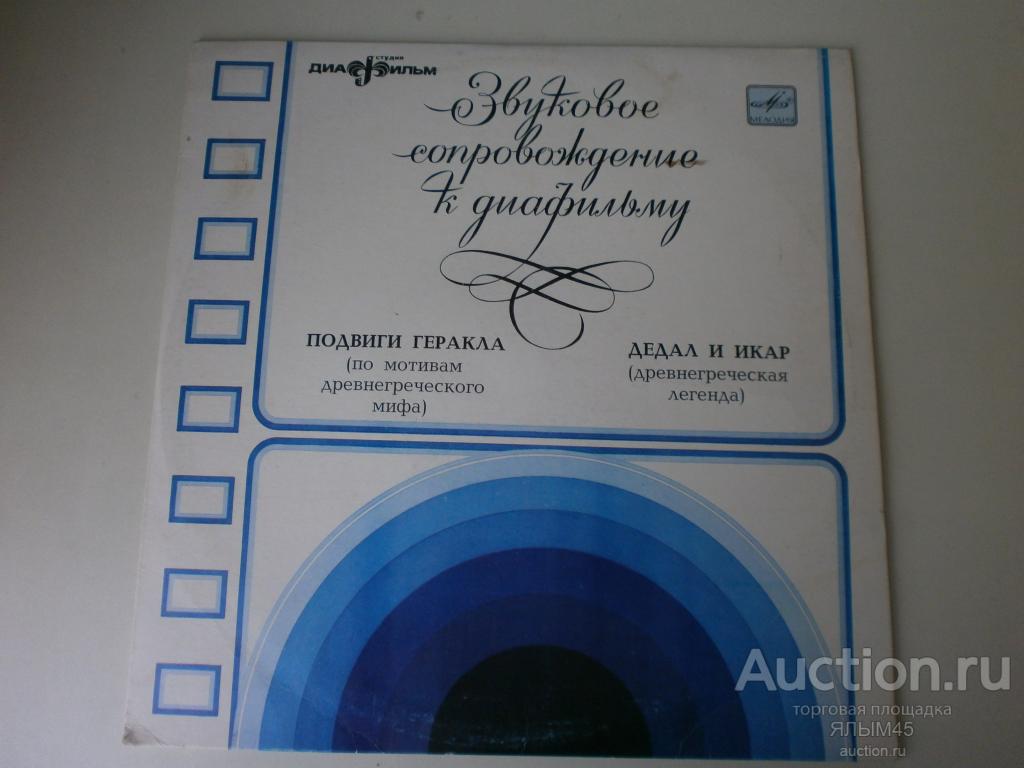 студия
ДИАФИЛЬМ
Звуковое
сопровождение
к диафильму
МЕЛОДИЯ
ПОДВИГИ ГЕРАКЛА
(по мотивам
древнегреческого
мифа)
ДЕДАЛ И ИКАР
(древнегреческая
легенда)
Auction.ru
торговая площадка
ЯЛЫМ45
auction.ru